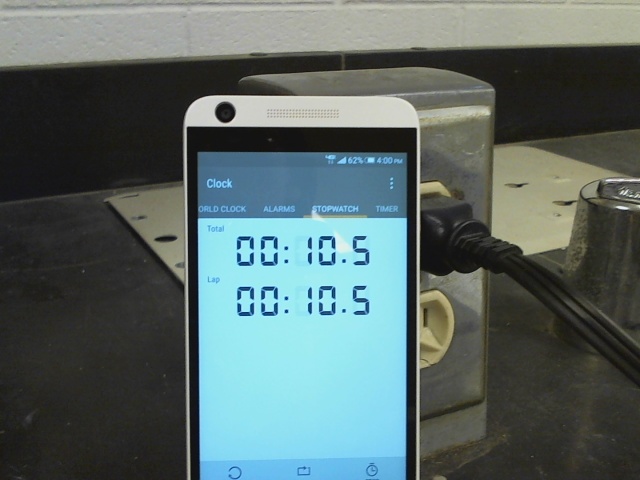 62% 4:00 PM
Clock
ORLD CLOCK ALARMS STOPWATCH TIMER
Total
00:10.5
Lap
00:10.5